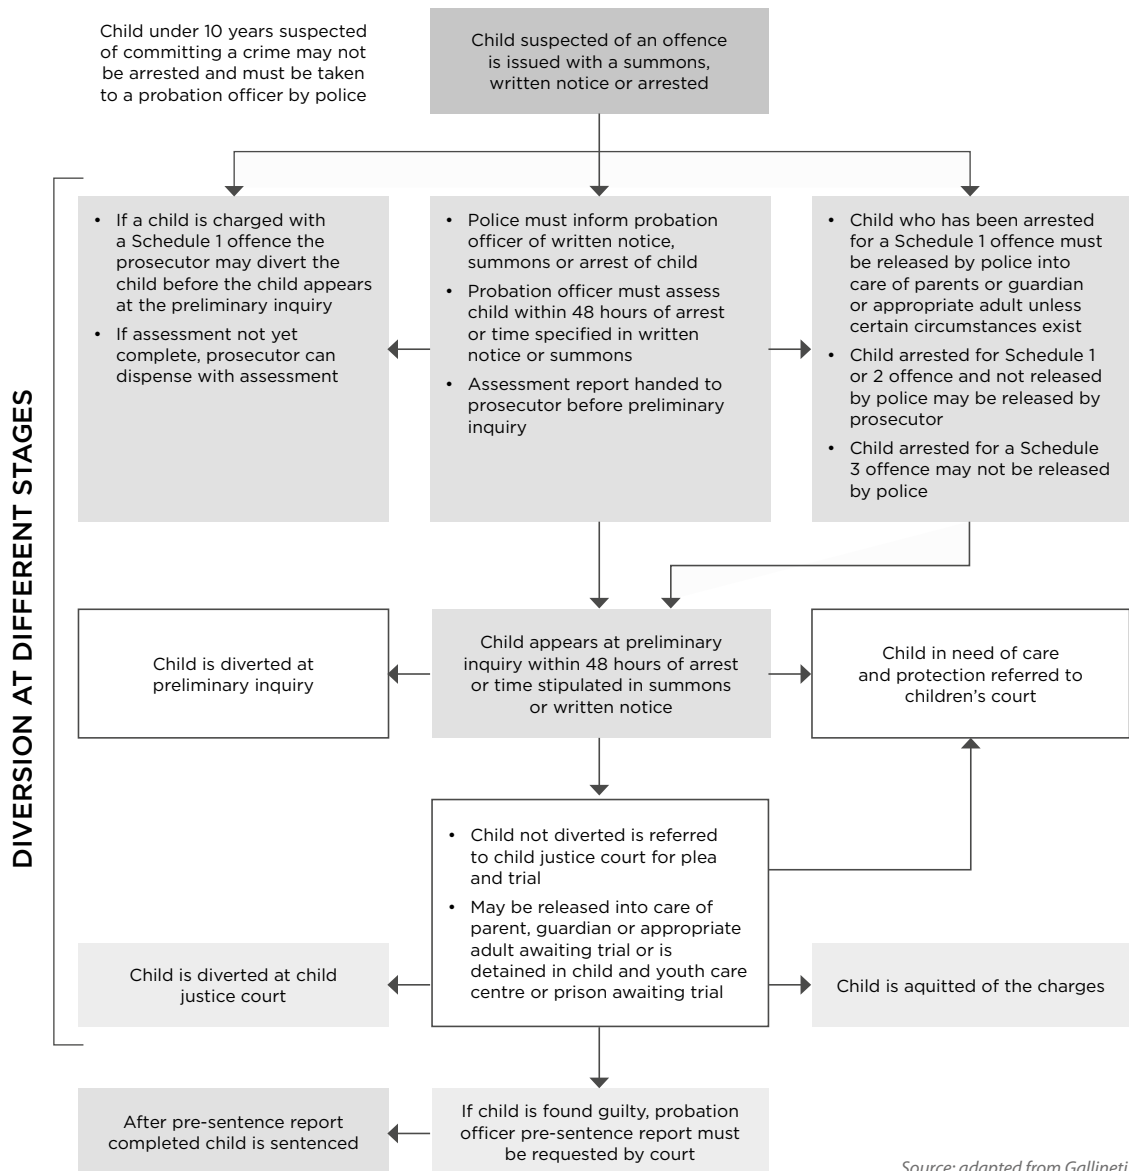 Child under 10 years suspected
of committing a crime may not
be arrested and must be taken
to a probation officer by police
Child suspected of an offence
is issued with a summons,
written notice or arrested
DIVERSION AT DIFFERENT STAGES
• If a child is charged with
a Schedule 1 offence the
prosecutor may divert the
child before the child appears
at the preliminary inquiry
• If assessment not yet
complete, prosecutor can
dispense with assessment
• Police must inform probation
officer of written notice,
summons or arrest of child
• Probation officer must assess
child within 48 hours of arrest
or time specified in written
notice or summons
• Assessment report handed to
prosecutor before preliminary
inquiry
• Child who has been arrested
for a Schedule 1 offence must
be released by police into
care of parents or guardian
or appropriate adult unless
certain circumstances exist
• Child arrested for Schedule 1
or 2 offence and not released
by police may be released by
prosecutor
• Child arrested for a Schedule
3 offence may not be released
by police
Child is diverted at
preliminary inquiry
Child appears at preliminary
inquiry within 48 hours of arrest
or time stipulated in summons
or written notice
Child in need of care
and protection referred to
children's court
• Child not diverted is referred
to child justice court for plea
and trial
• May be released into care of
parent, guardian or appropriate
adult awaiting trial or is
detained in child and youth care
centre or prison awaiting trial
Child is diverted at child
justice court
Child is aquitted of the charges
After pre-sentence report
completed child is sentenced
If child is found guilty, probation
officer pre-sentence report must
be requested by court
Source: adapted from Gallineti